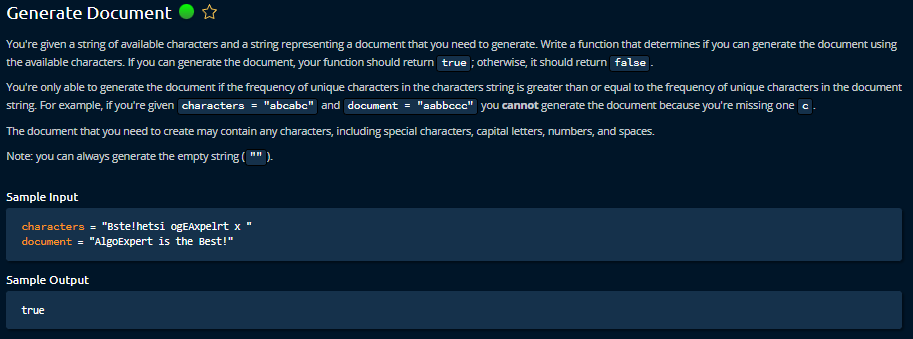 Generate Document
You're given a string of available characters and a string representing a document that you need to generate. Write a function that determines if you can generate the document using
the available characters. If you can generate the document, your function should return true ; otherwise, it should return false .
You're only able to generate the document if the frequency of unique characters in the characters string is greater than or equal to the frequency of unique characters in the document
string. For example, if you're given characters = "abcabc" and document = "aabbccc" you cannot generate the document because you're missing one c .
The document that you need to create may contain any characters, including special characters, capital letters, numbers, and spaces.
Note: you can always generate the empty string ( "" ).
Sample Input
characters = "Bste!hetsi ogEAxpelrt x "
document = "AlgoExpert is the Best!"
Sample Output
true